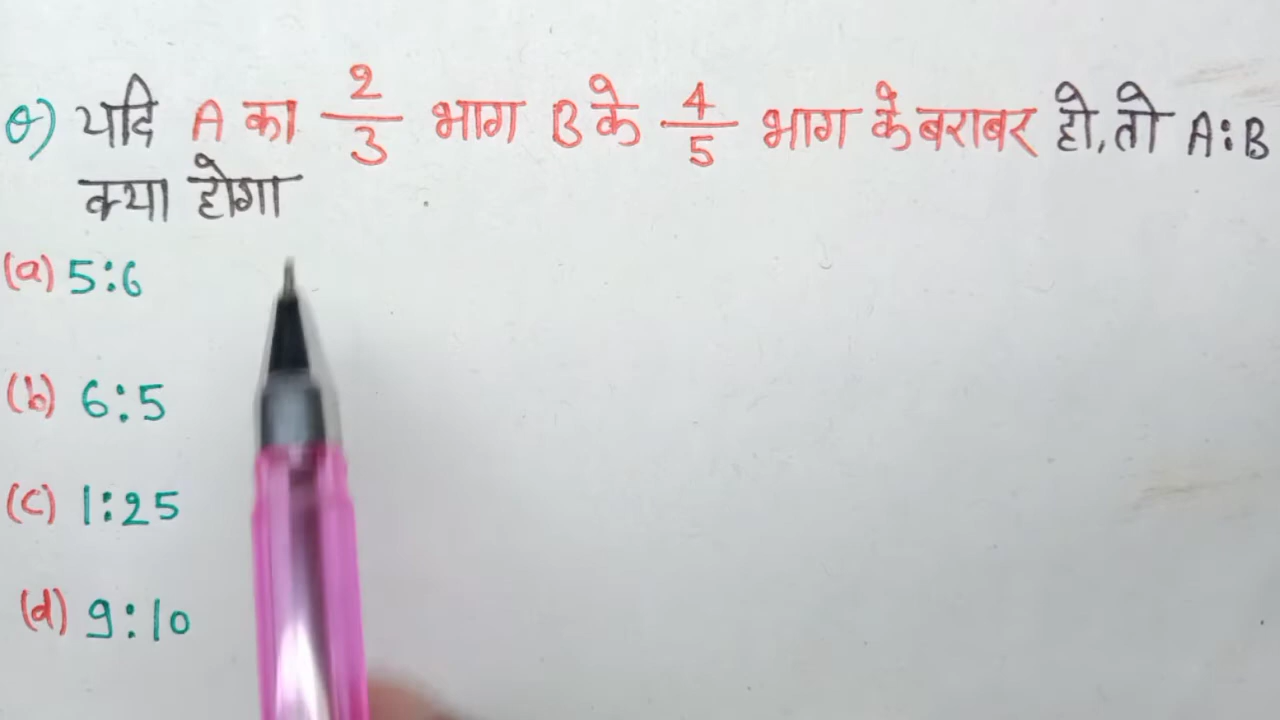 Q) यदि A का 2/3 भाग B के 4/5 भाग के बराबर हो, तो A:B
क्या होगा
(a) 5:6
(b) 6:5
(c) 1:25
(d) 9:10